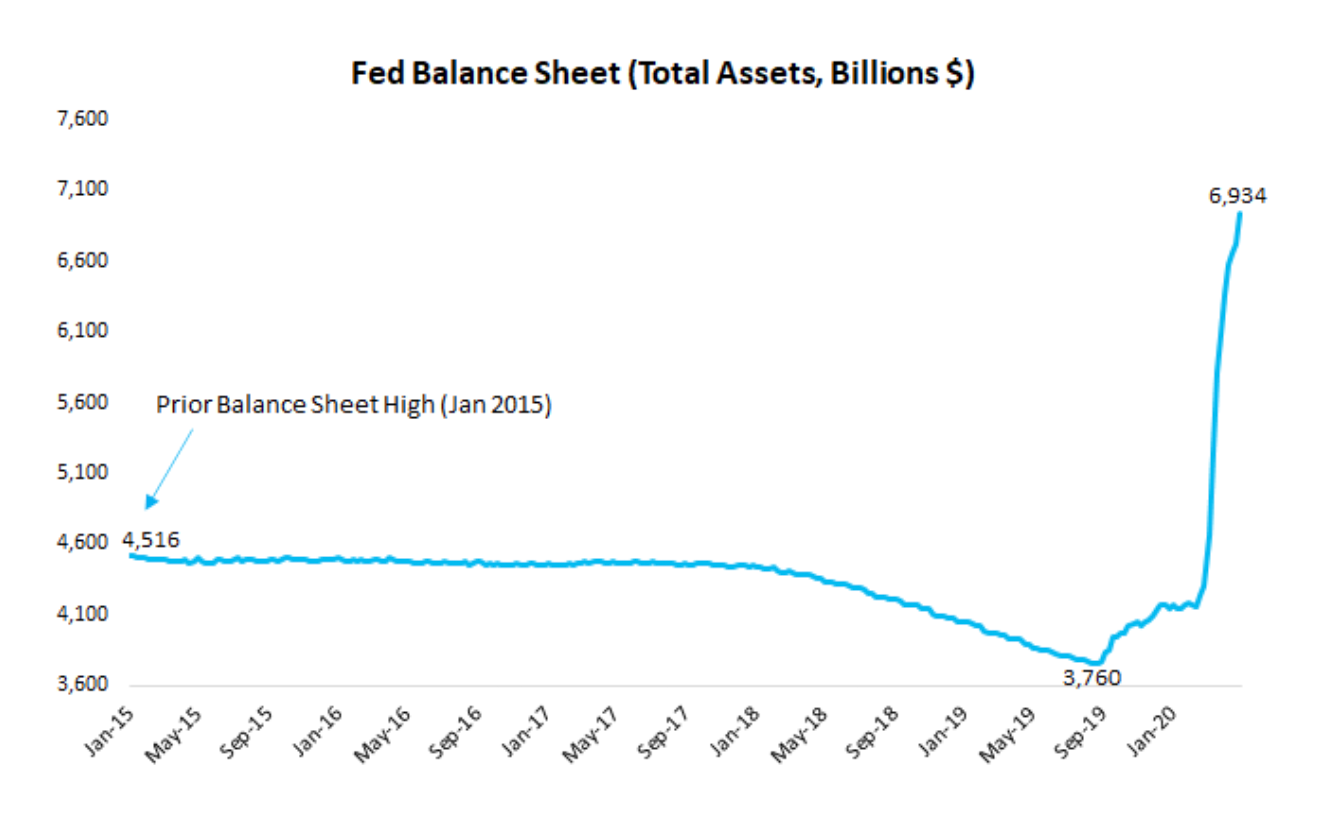 Fed Balance Sheet (Total Assets, Billions $)
7,600
7,100
6,934
6,600
6,100
5,600
Prior Balance Sheet High (Jan 2015)
5,100
4,600
4,516
4,100
3,600
3,760
Jan-15
May-15
Sep-15
Jan-16
May-16
Sep-16
Jan-17
May-17
Sep-17
Jan-18
May-18
Sep-18
Jan-19
May-19
Sep-19
Jan-20